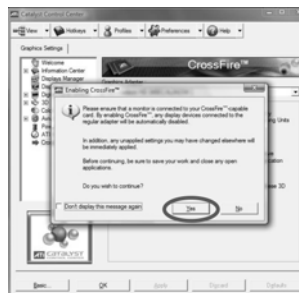 Catalyst Control Center
View Hotkeys Profiles Preferences Help
Graphics Settings
Welcome
Information Center
Displays Manager
CrossFire™
Graphics Adapter
Enabling CrossFire™
Please ensure that a monitor is connected to your CrossFire™-capable
card. By enabling CrossFire™, any display devices connected to the
regular adapter will be automatically disabled.
In addition, any unapplied settings you may have changed elsewhere will
be immediately applied.
Before continuing, be sure to save your work and close any open
applications.
Do you wish to continue?
Don't display this message again
Yes No
CATALYST
Basic... OK Apply Discard Defaults